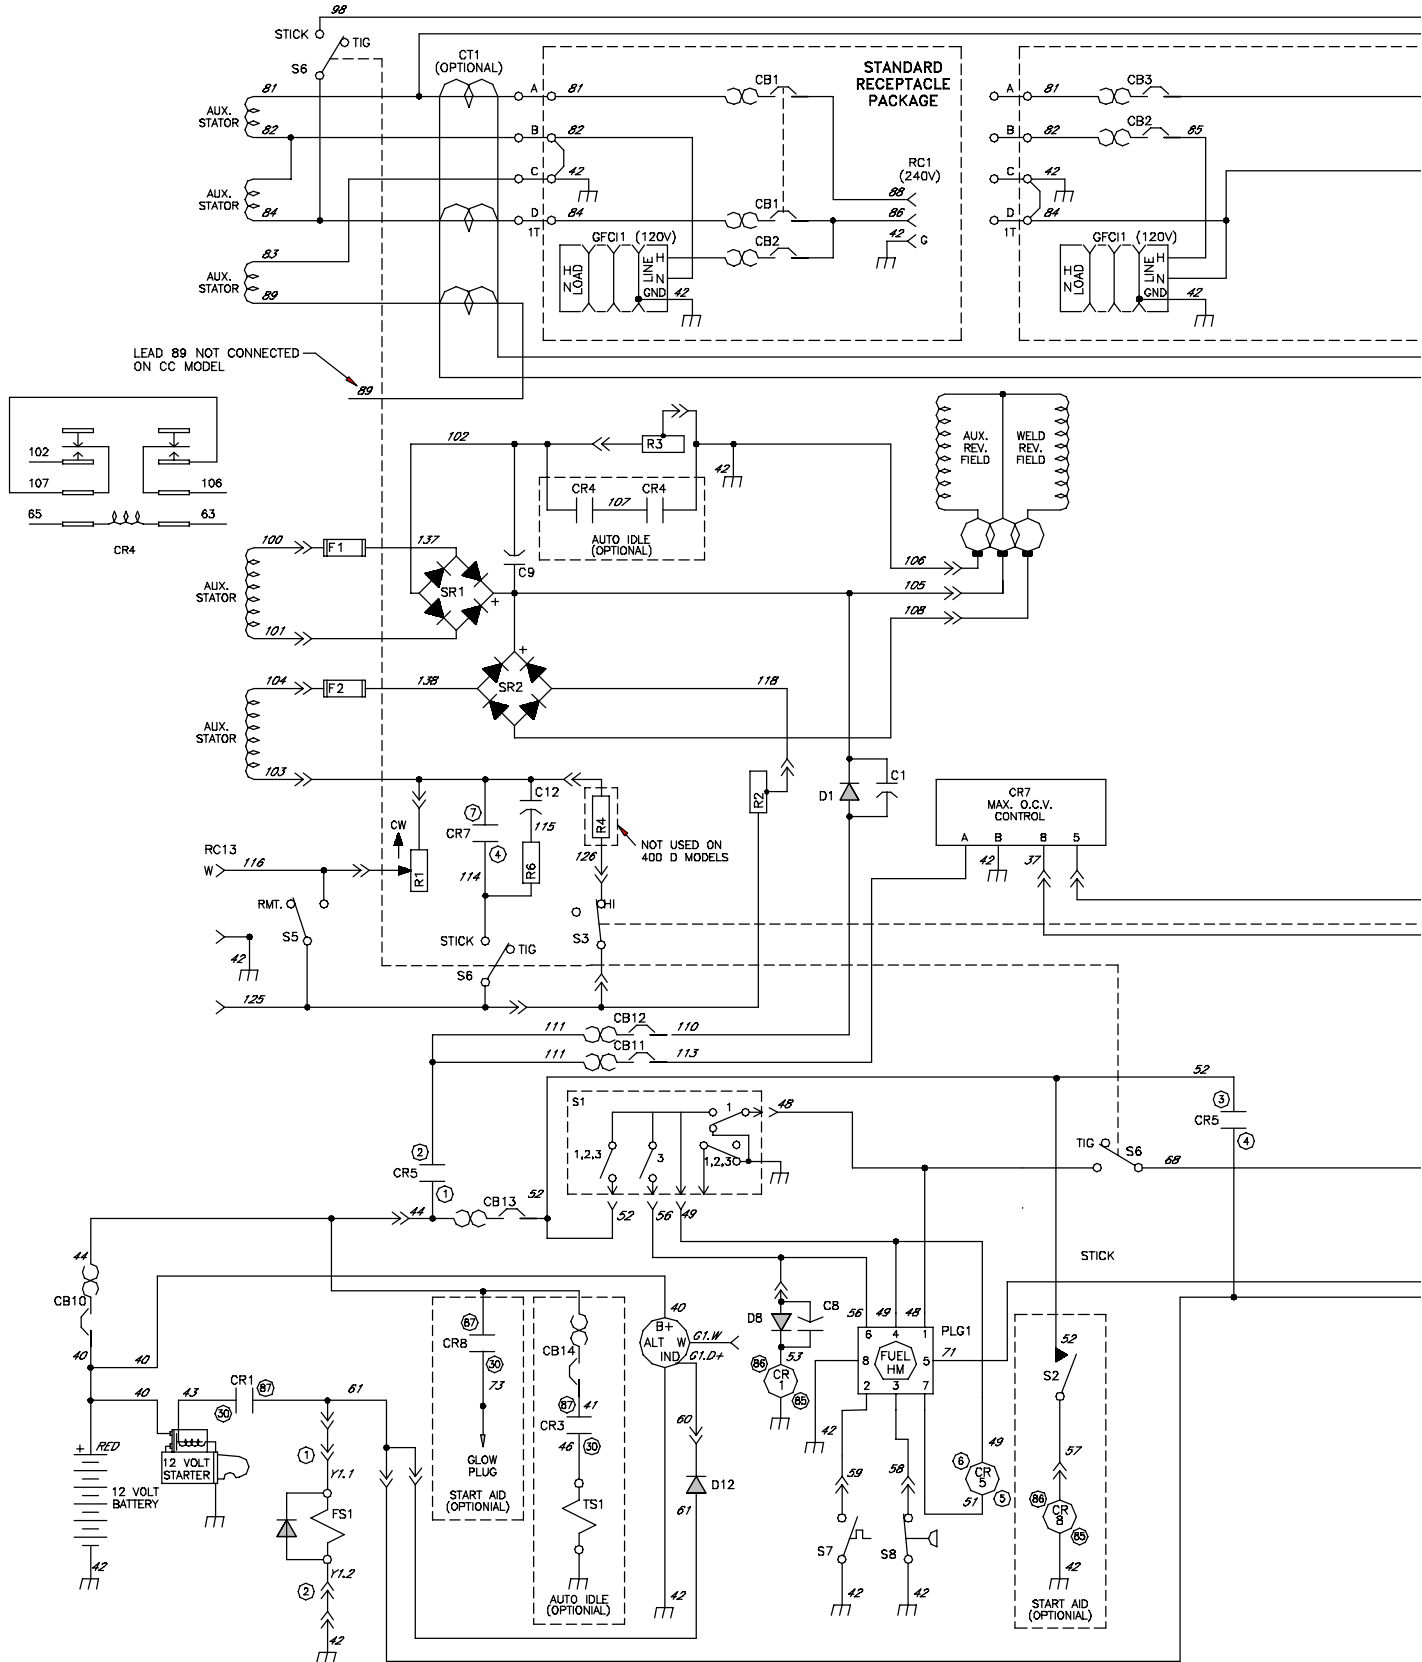 98
STICK
TIG
S6
CT1
(OPTIONAL)
STANDARD
RECEPTACLE
PACKAGE
81
A
81
CB1
A
81
CB3
AUX.
STATOR
82
B
82
B
82
CB2
85
C
42
RC1
(240V)
C
42
AUX.
STATOR
88
84
D
84
CB1
86
D
84
1T
GFCI1 (120V)
CB2
42
G
1T
GFCI1 (120V)
83
H
N
LOAD
LINE
H
N
GND
42
H
N
LOAD
LINE
H
N
GND
42
AUX.
STATOR
89
LEAD 89 NOT CONNECTED
ON CC MODEL
89
102
R3
AUX.
REV.
FIELD
WELD
REV.
FIELD
102
107
106
65
63
CR4
42
CR4
107
CR4
AUTO IDLE
(OPTIONAL)
100
F1
137
C9
106
AUX.
STATOR
SR1
+
105
108
101
+
104
F2
138
SR2
118
AUX.
STATOR
103
C12
R2
D1
C1
CR7
MAX. O.C.V.
CONTROL
7
CR7
4
115
R4
NOT USED ON
400 D MODELS
A
B
8
5
CW
126
42
37
RC13
W
116
R1
114
R6
RMT.
HI
S5
STICK
TIG
S3
42
S6
125
111
CB12
110
111
CB11
113
52
S1
1
48
3
CR5
4
2
CR5
1
1,2,3
3
1,2,3
TIG
S6
68
44
CB13
52
52
56
49
44
STICK
CB10
40
D8
C8
56
49
48
87
CR8
30
CB14
B+
ALT
W
IND
G1.W
G1.D+
6
4
1
PLG1
8
FUEL
HM
5
71
52
40
40
86
CR
1
53
85
2
3
7
S2
40
43
CR1
87
61
73
87
41
30
CR3
46
30
60
42
49
+
RED
12 VOLT
STARTER
1
GLOW
PLUG
59
58
6
CR
5
5
57
12 VOLT
BATTERY
Y1.1
START AID
(OPTIONIAL)
TS1
D12
61
51
86
CR
8
85
FS1
S7
S8
42
Y1.2
2
42
42
42
42
AUTO IDLE
(OPTIONIAL)
START AID
(OPTIONIAL)
42